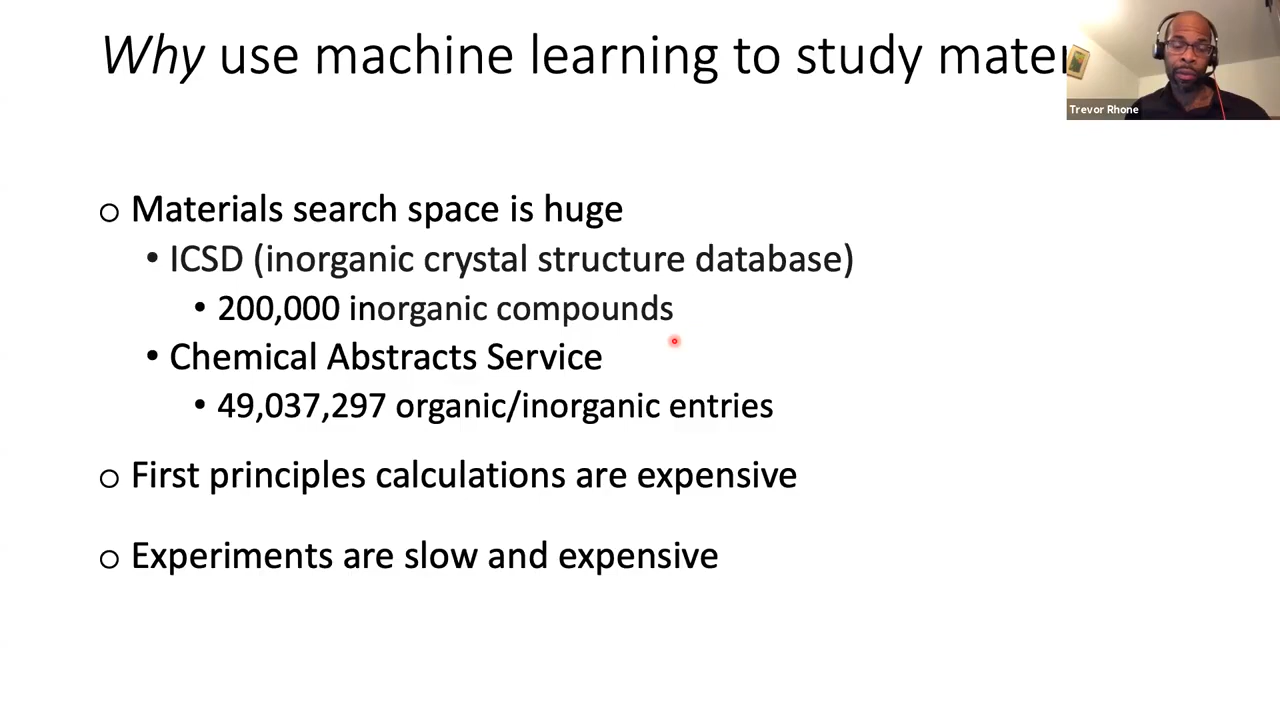 Why use machine learning to study mater
Trevor Rhone
Materials search space is huge
ICSD (inorganic crystal structure database)
200,000 inorganic compounds
Chemical Abstracts Service
49,037,297 organic/inorganic entries
First principles calculations are expensive
Experiments are slow and expensive